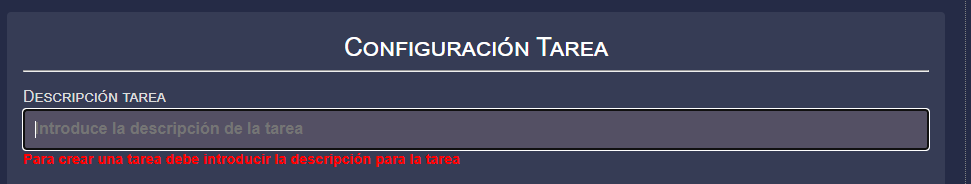 Configuración Tarea
Descripción tarea
Introduce la descripción de la tarea
Para crear una tarea debe introducir la descripción para la tarea